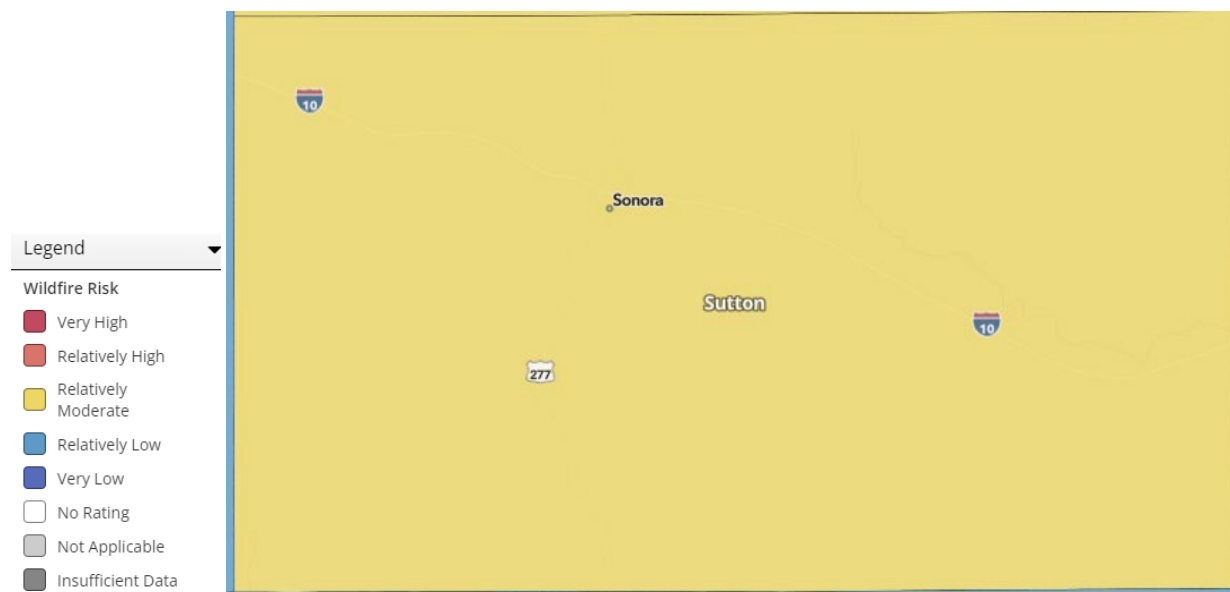 Legend
Wildfire Risk
Very High
Relatively High
Relatively
Moderate
Relatively Low
Very Low
No Rating
Not Applicable
Insufficient Data
10
Sonora
Sutton
10
277